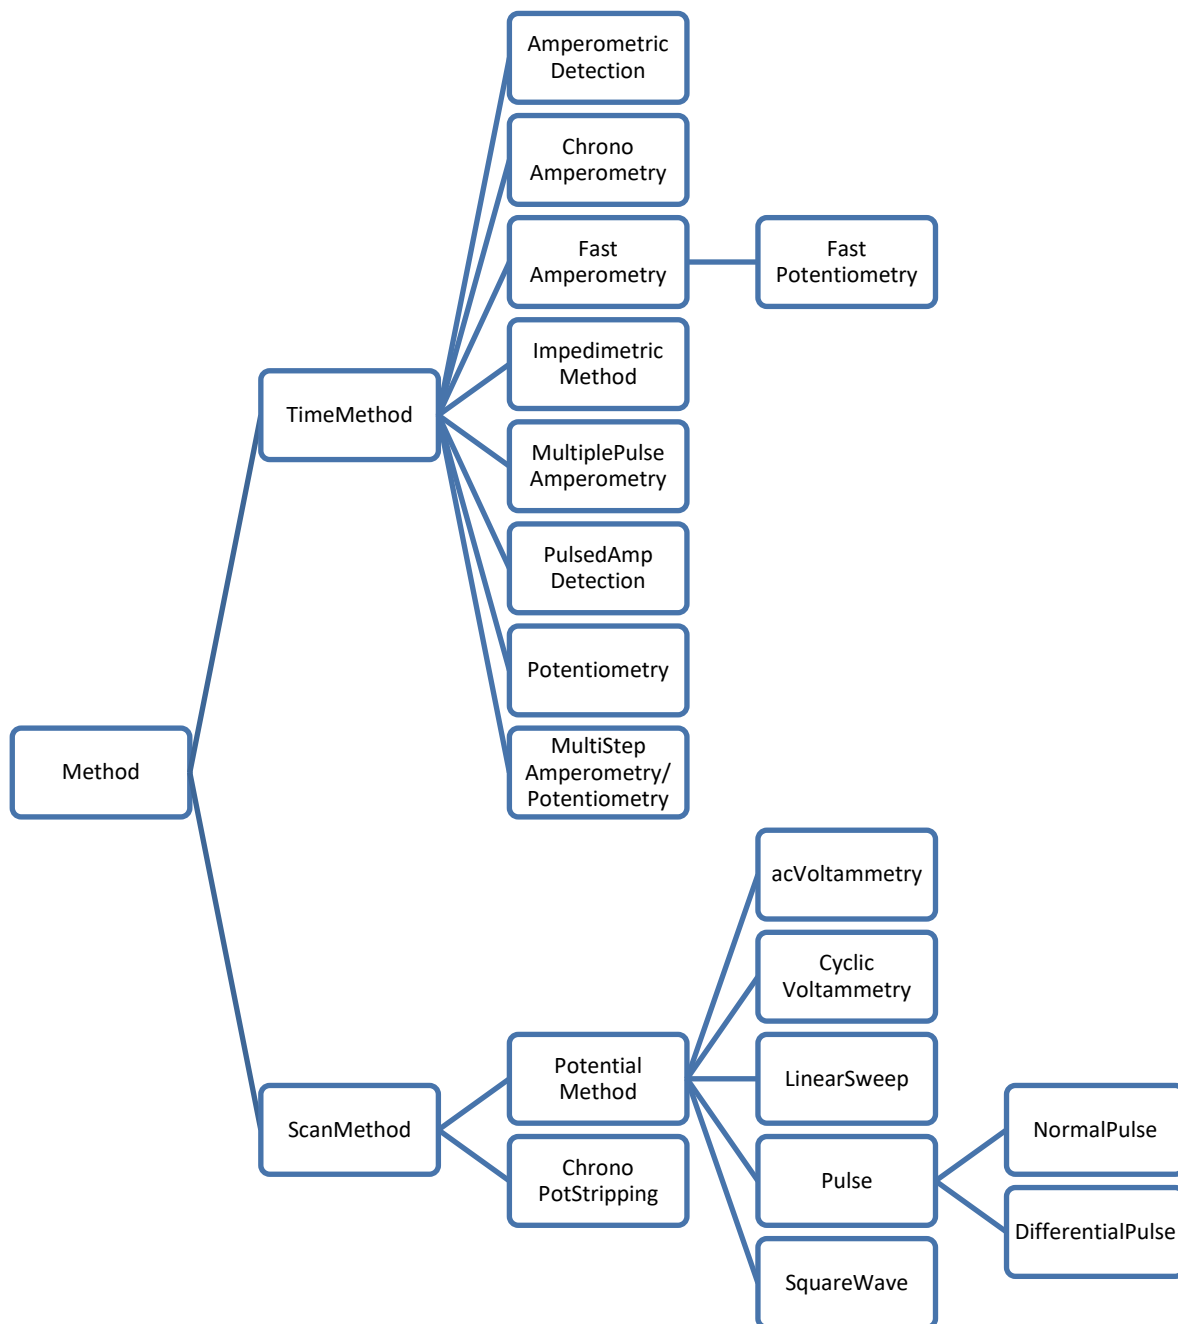 Amperometric
Detection
Chrono
Amperometry
Fast
Amperometry
Fast
Potentiometry
Impedimetric
Method
TimeMethod
MultiplePulse
Amperometry
PulsedAmp
Detection
Potentiometry
Method
MultiStep
Amperometry/
Potentiometry
acVoltammetry
Cyclic
Voltammetry
Potential
Method
LinearSweep
ScanMethod
NormalPulse
Chrono
PotStripping
Pulse
DifferentialPulse
SquareWave